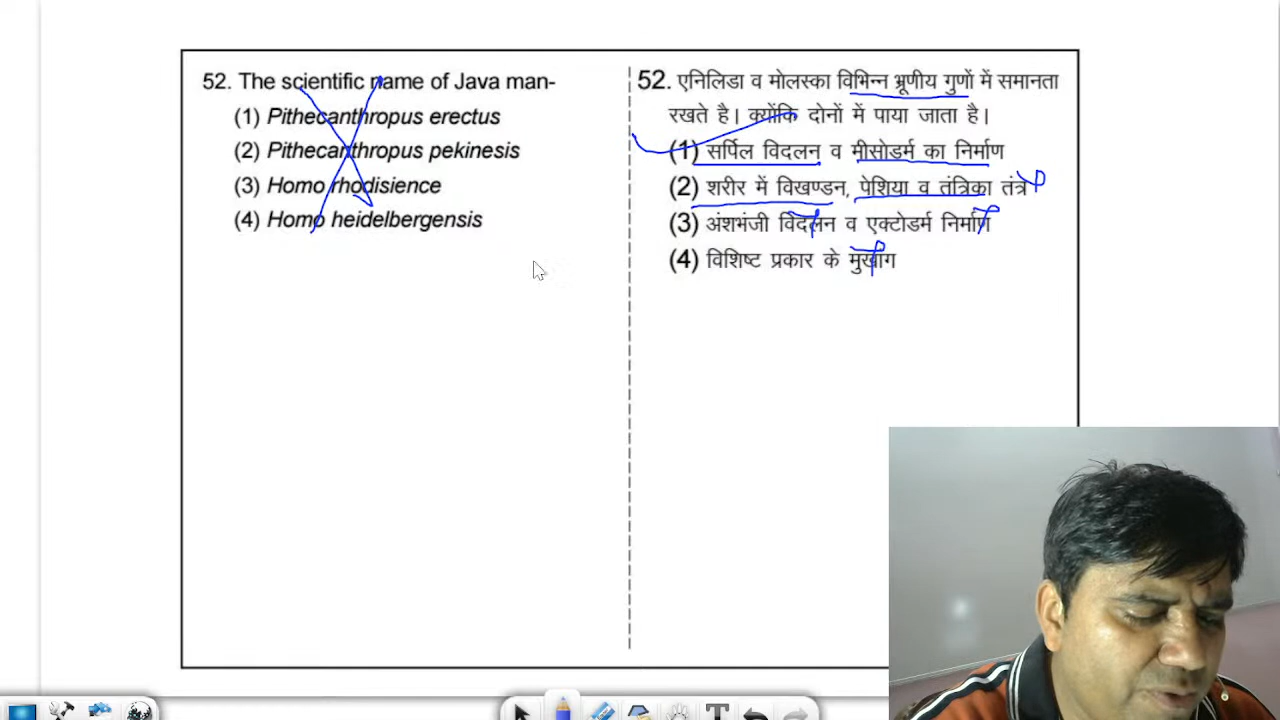 52. The scientific name of Java man-
(1) Pithecanthropus erectus
(2) Pithecanthropus pekinesis
(3) Homo rhodisience
(4) Homo heidelbergensis
52. एनिलिडा व मोलस्का विभिन्न भ्रूणीय गुणों में समानता
रखते है। क्योंकि दोनों में पाया जाता है।
(1) सर्पिल विदलन व मीसोडर्म का निर्माण
(2) शरीर में विखण्डन, पेशिया व तंत्रिका तंत्र
(3) अंशभंजी विदलन व एक्टोडर्म निर्माण
(4) विशिष्ट प्रकार के मुखांग